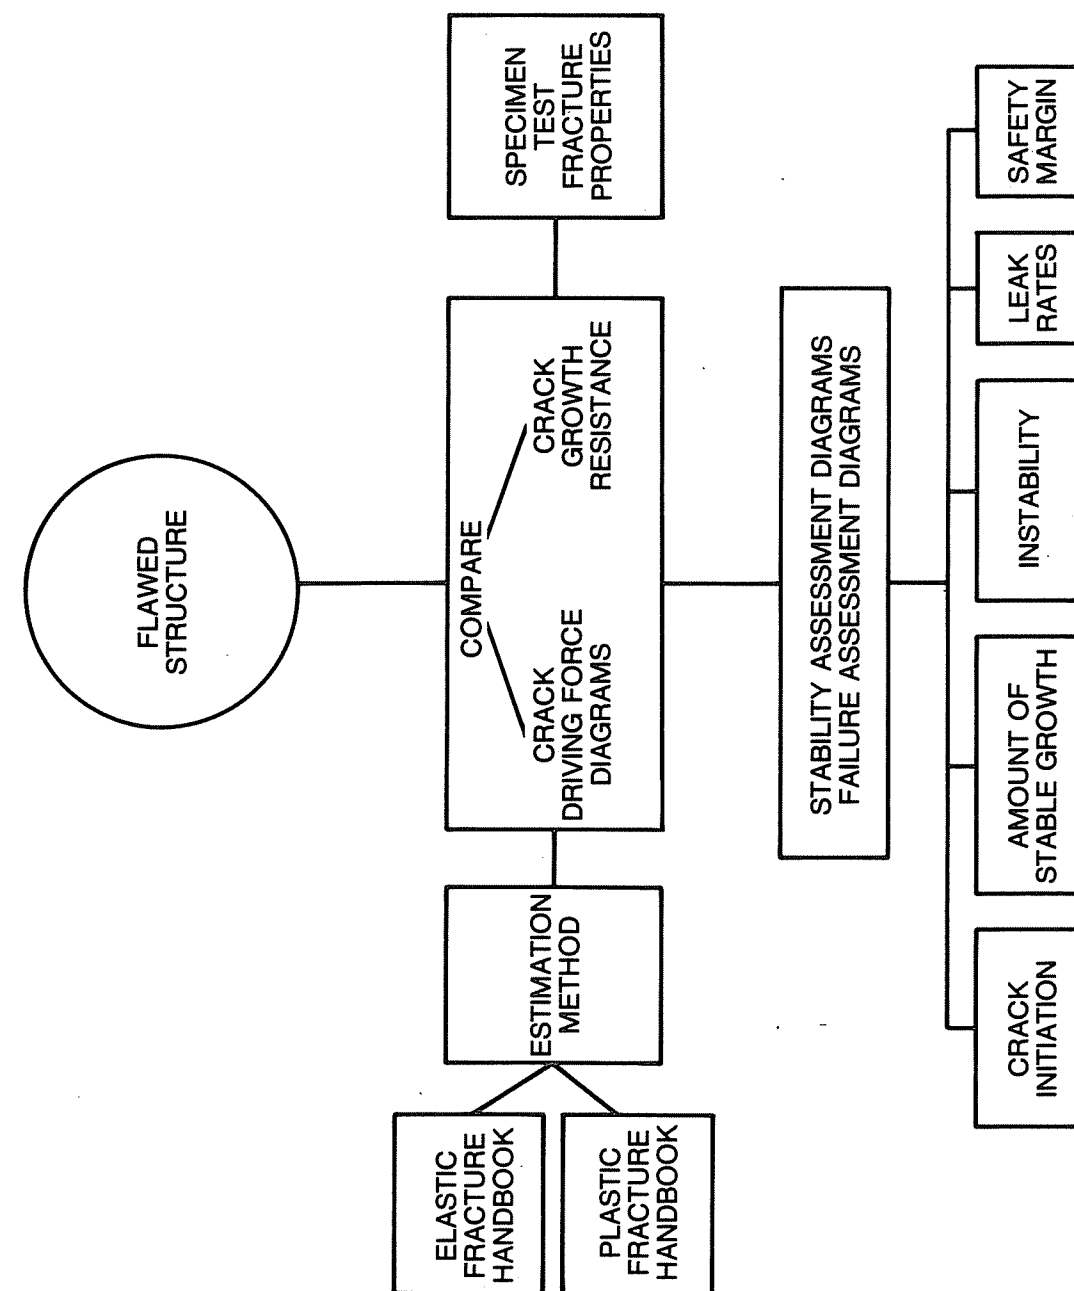 FLAWED
STRUCTURE
ELASTIC
FRACTURE
HANDBOOK
PLASTIC
FRACTURE
HANDBOOK
ESTIMATION
METHOD
COMPARE
CRACK
DRIVING FORCE
DIAGRAMS
CRACK
GROWTH
RESISTANCE
SPECIMEN
TEST
FRACTURE
PROPERTIES
STABILITY ASSESSMENT DIAGRAMS
FAILURE ASSESSMENT DIAGRAMS
CRACK
INITIATION
AMOUNT OF
STABLE GROWTH
INSTABILITY
LEAK
RATES
SAFETY
MARGIN